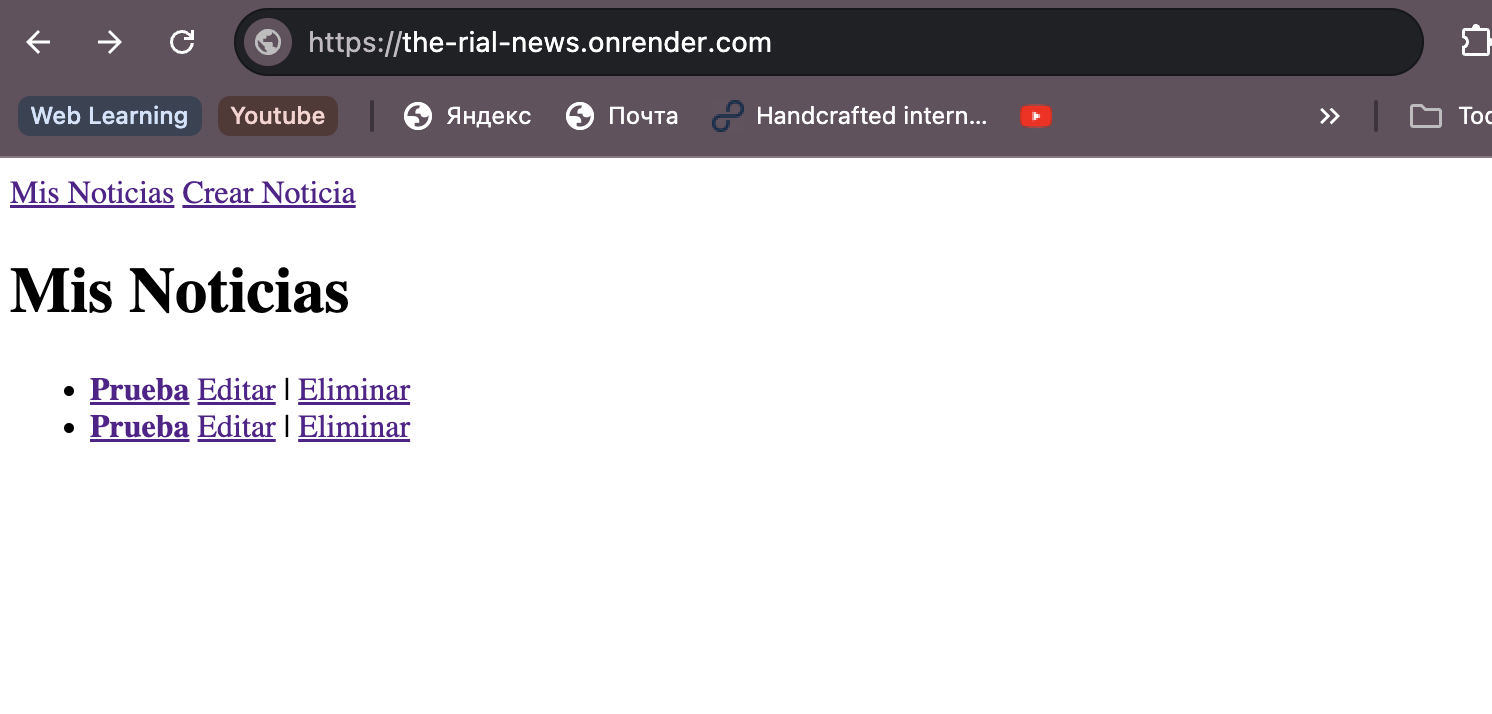 https://the-rial-news.onrender.com
Web Learning Youtube Яндекс Почта Handcrafted intern...
Mis Noticias Crear Noticia
Mis Noticias
Prueba Editar | Eliminar
Prueba Editar | Eliminar